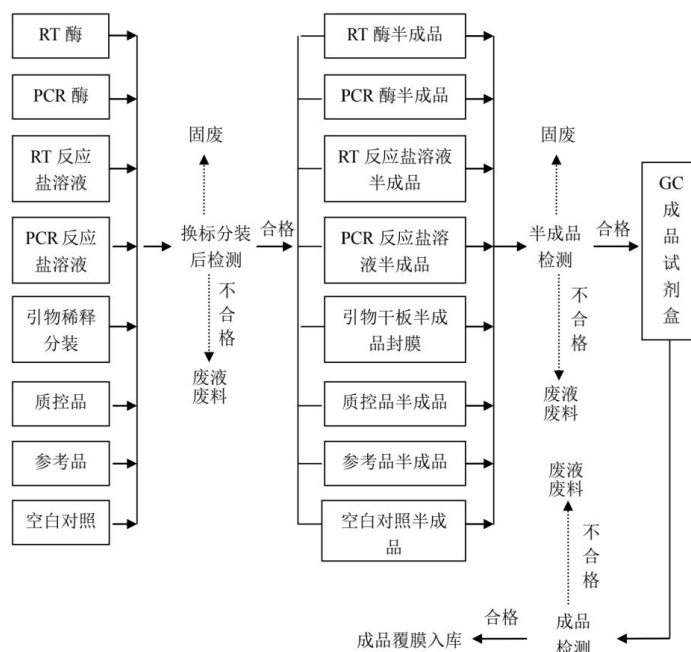 RT 酶
PCR 酶
RT 反应
盐溶液
PCR 反应
盐溶液
引物稀释
分装
质控品
参考品
空白对照
固废
换标分装
后检测
不合格
废液
废料
合格
RT 酶半成品
PCR 酶半成品
RT 反应盐溶液
半成品
PCR 反应盐溶
液半成品
引物干板半成
品封膜
质控品半成品
参考品半成品
空白对照半成
品
固废
半成品
检测
不合格
废液
废料
合格
GC
成
品
试
剂
盒
废液
废料
不
合
格
成品
检测
合格
成品覆膜入库